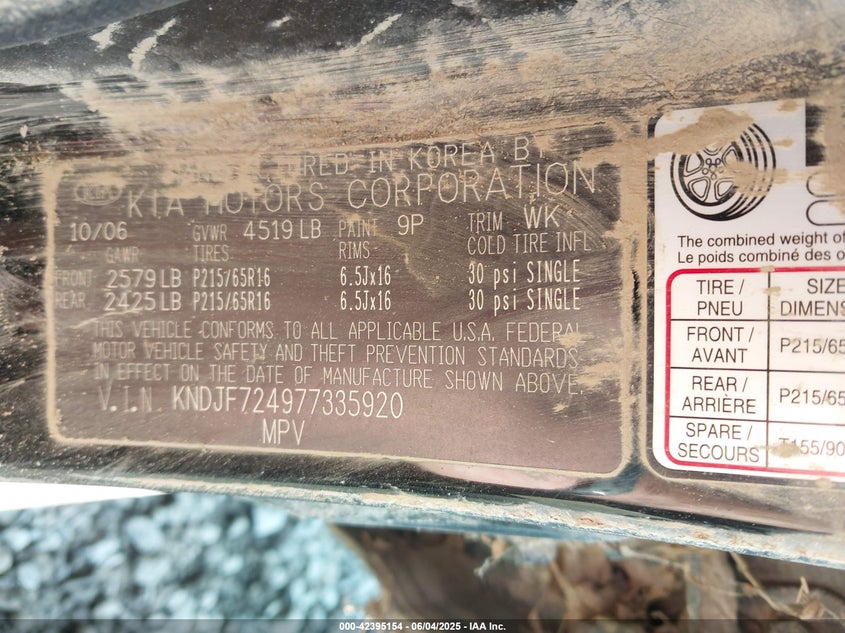 RED IN KOREA B
KIA
KIA MOTORS CORPORATION
10/06 GVWR 4519 LB PAINT 9P TRIM WK
GAWR TIRES RIMS COLD TIRE INFL
FRONT 2579 LB P215/65R16 6.5Jx16 30 psi SINGLE
REAR 2425 LB P215/65R16 6.5Jx16 30 psi SINGLE
THIS VEHICLE CONFORMS TO ALL APPLICABLE U.S.A. FEDERAL
MOTOR VEHICLE SAFETY AND THEFT PREVENTION STANDARDS
IN EFFECT ON THE DATE OF MANUFACTURE SHOWN ABOVE.
V.I.N KNDJF724977335920
MPV
The combined weight of
Le poids combiné des o
TIRE / SIZE
PNEU DIMENS
FRONT / AVANT P215/65
REAR / ARRIÈRE P215/65
SPARE / SECOURS T155/90
000-42395154 - 06/04/2025 - IAA Inc.